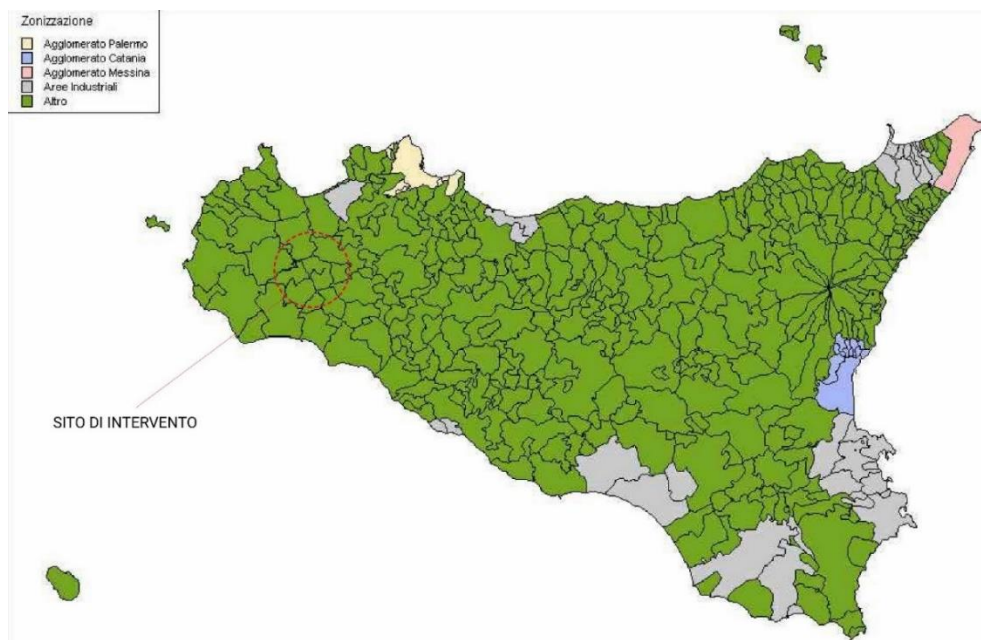 Zonizzazione
Agglomerato Palermo
Agglomerato Catania
Agglomerato Messina
Aree Industriali
Altro
SITO DI INTERVENTO